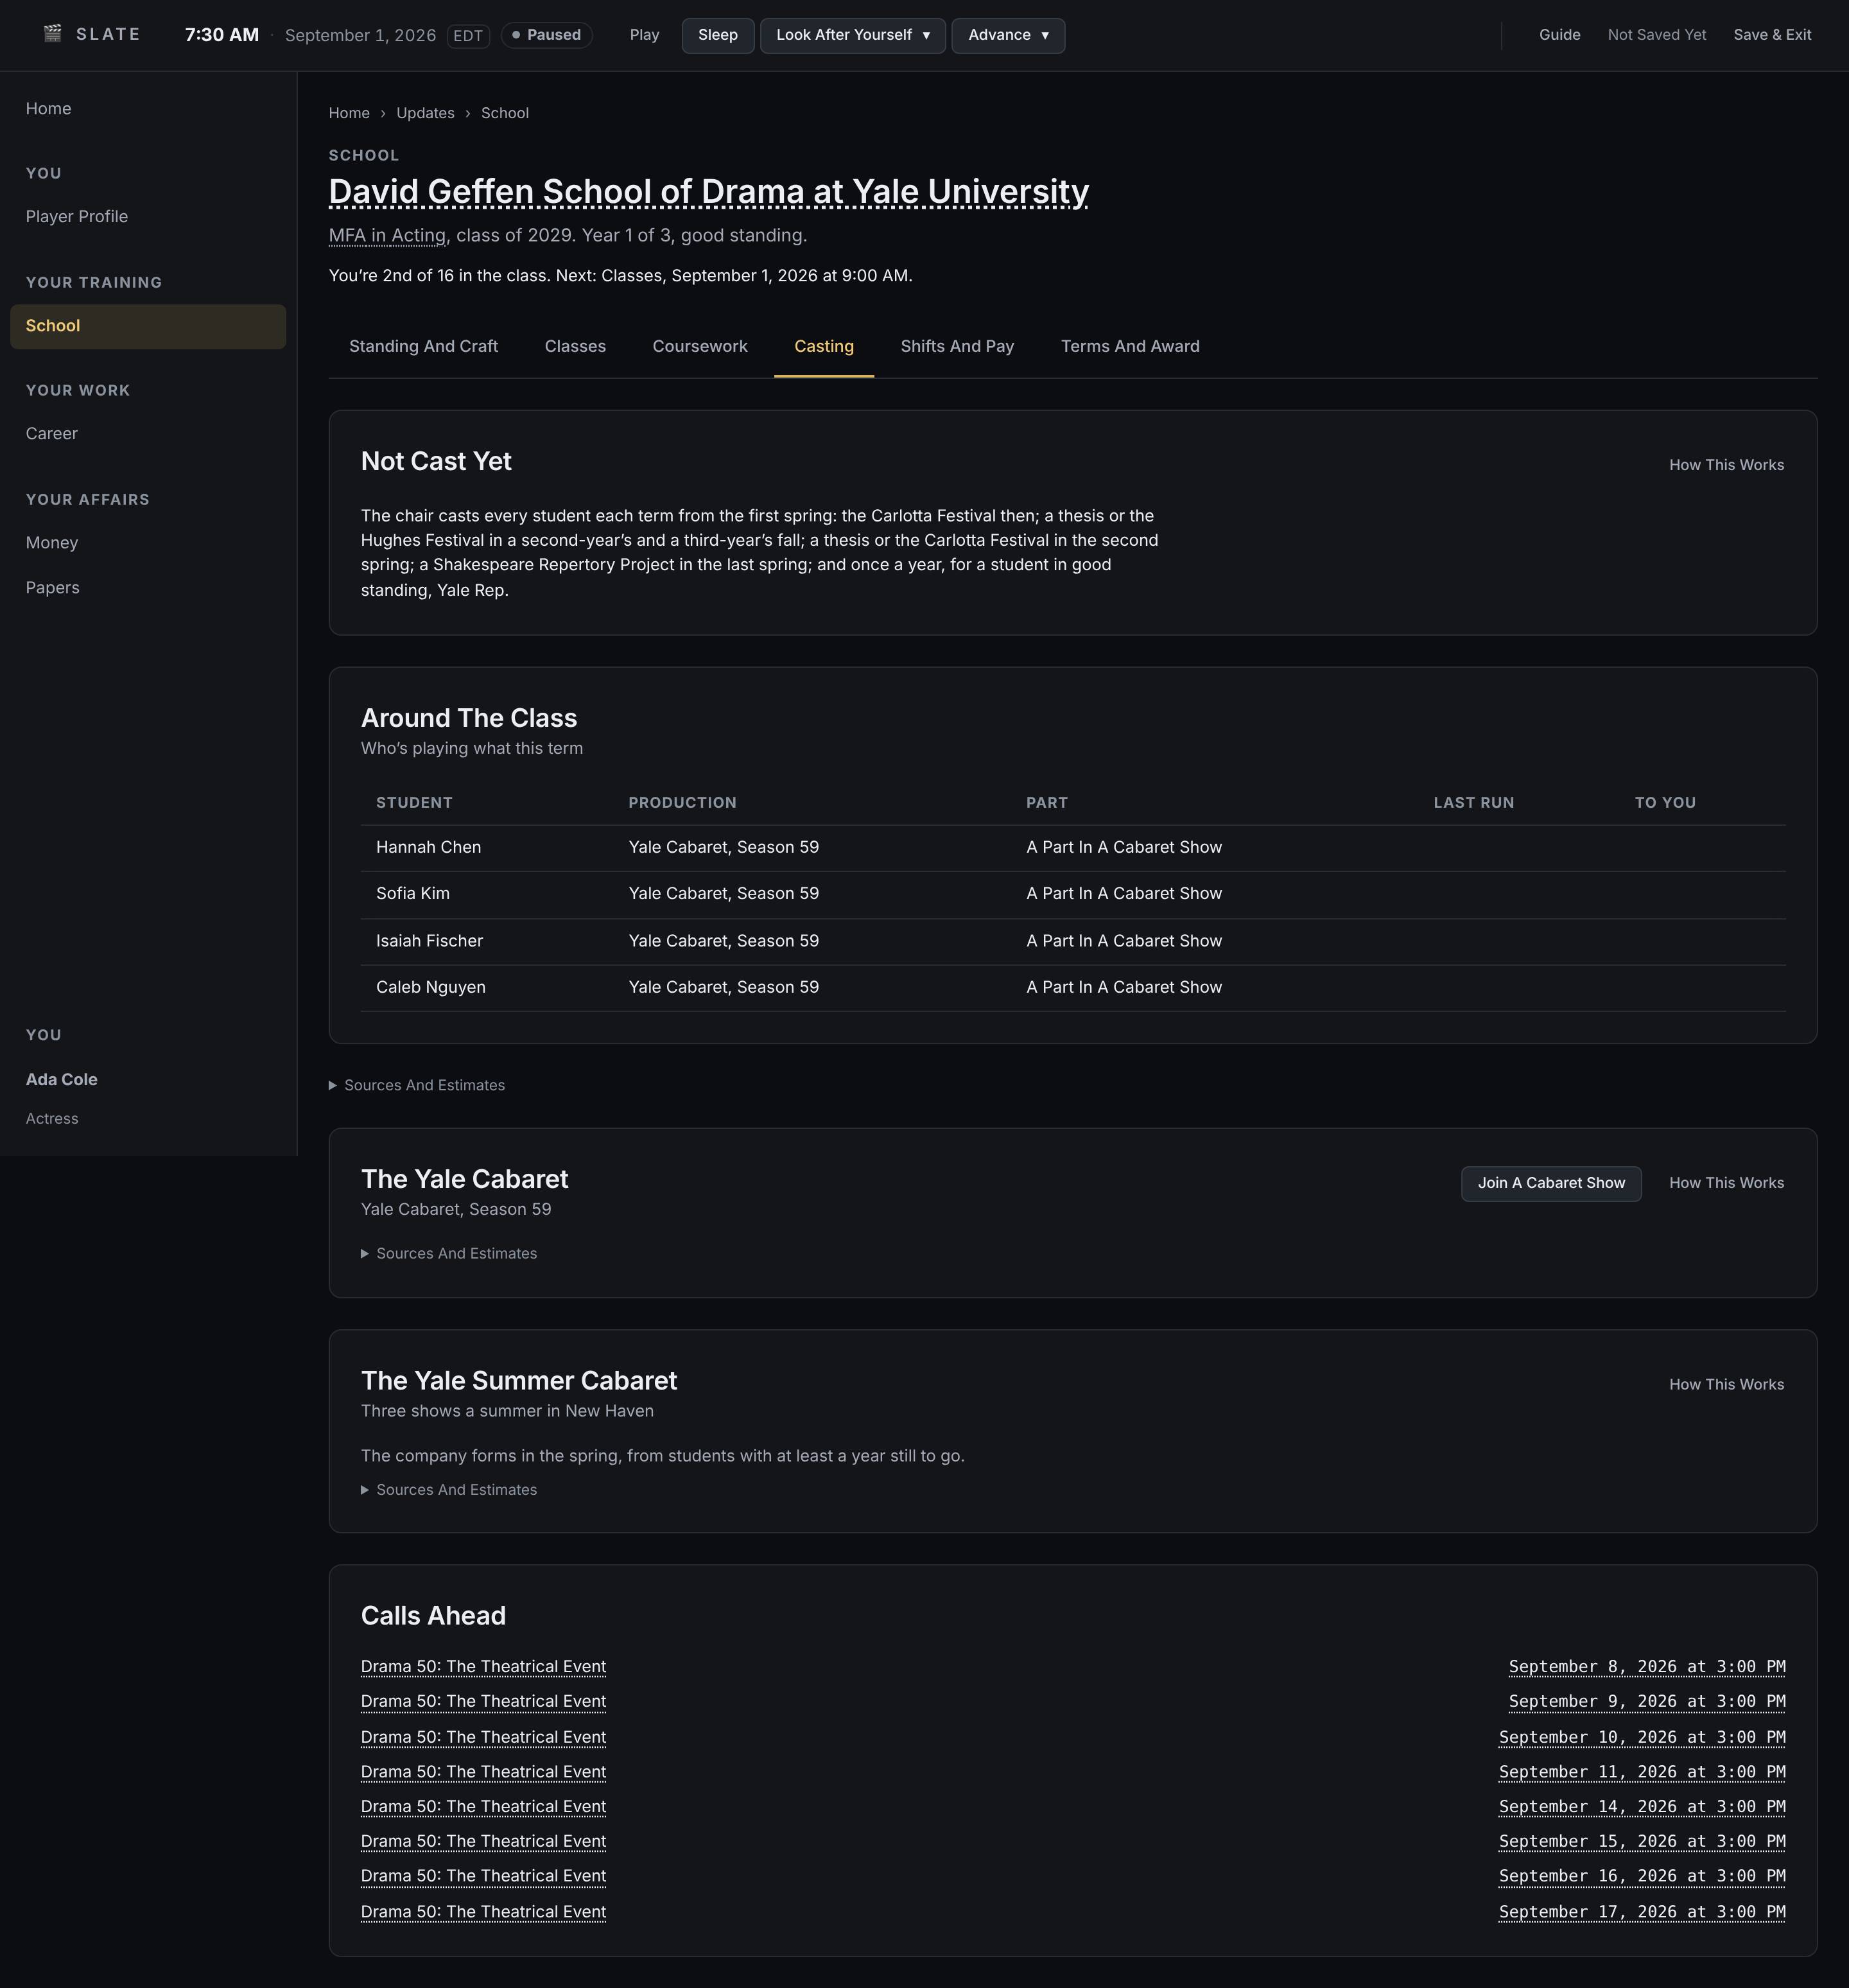 SLATE
7:30 AM · September 1, 2026 EDT Paused Play Sleep Look After Yourself ▾ Advance ▾ Guide Not Saved Yet Save & Exit
Home
YOU
Player Profile
YOUR TRAINING
School
YOUR WORK
Career
YOUR AFFAIRS
Money
Papers
YOU
Ada Cole
Actress
Home › Updates › School
SCHOOL
David Geffen School of Drama at Yale University
MFA in Acting, class of 2029. Year 1 of 3, good standing.
You’re 2nd of 16 in the class. Next: Classes, September 1, 2026 at 9:00 AM.
Standing And Craft Classes Coursework Casting Shifts And Pay Terms And Award
Not Cast Yet How This Works
The chair casts every student each term from the first spring: the Carlotta Festival then; a thesis or the
Hughes Festival in a second-year’s and a third-year’s fall; a thesis or the Carlotta Festival in the second
spring; a Shakespeare Repertory Project in the last spring; and once a year, for a student in good
standing, Yale Rep.
Around The Class
Who’s playing what this term
STUDENT PRODUCTION PART LAST RUN TO YOU
Hannah Chen Yale Cabaret, Season 59 A Part In A Cabaret Show
Sofia Kim Yale Cabaret, Season 59 A Part In A Cabaret Show
Isaiah Fischer Yale Cabaret, Season 59 A Part In A Cabaret Show
Caleb Nguyen Yale Cabaret, Season 59 A Part In A Cabaret Show
Sources And Estimates
The Yale Cabaret Join A Cabaret Show How This Works
Yale Cabaret, Season 59
Sources And Estimates
The Yale Summer Cabaret How This Works
Three shows a summer in New Haven
The company forms in the spring, from students with at least a year still to go.
Sources And Estimates
Calls Ahead
Drama 50: The Theatrical Event September 8, 2026 at 3:00 PM
Drama 50: The Theatrical Event September 9, 2026 at 3:00 PM
Drama 50: The Theatrical Event September 10, 2026 at 3:00 PM
Drama 50: The Theatrical Event September 11, 2026 at 3:00 PM
Drama 50: The Theatrical Event September 14, 2026 at 3:00 PM
Drama 50: The Theatrical Event September 15, 2026 at 3:00 PM
Drama 50: The Theatrical Event September 16, 2026 at 3:00 PM
Drama 50: The Theatrical Event September 17, 2026 at 3:00 PM